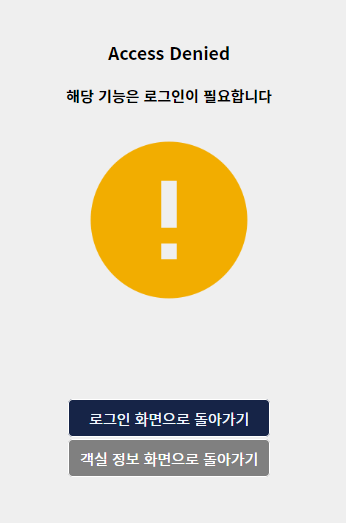 Access Denied
해당 기능은 로그인이 필요합니다
로그인 화면으로 돌아가기
객실 정보 화면으로 돌아가기